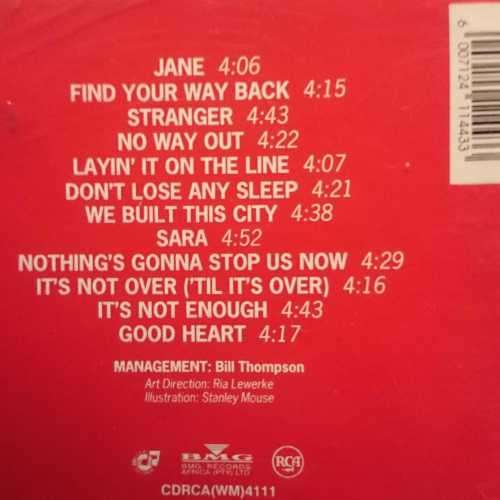 JANE 4:06
FIND YOUR WAY BACK 4:15
STRANGER 4:43
NO WAY OUT 4:22
LAYIN' IT ON THE LINE 4:07
DON'T LOSE ANY SLEEP 4:21
WE BUILT THIS CITY 4:38
SARA 4:52
NOTHING'S GONNA STOP US NOW 4:29
IT'S NOT OVER ('TIL IT'S OVER) 4:16
IT'S NOT ENOUGH 4:43
GOOD HEART 4:17
MANAGEMENT: Bill Thompson
Art Direction: Ria Lewerke
Illustration: Stanley Mouse
BMG
BMG RECORDS
AFRICA (PTY) LTD
RCA
CDRCA(WM)4111
6 007124 114433